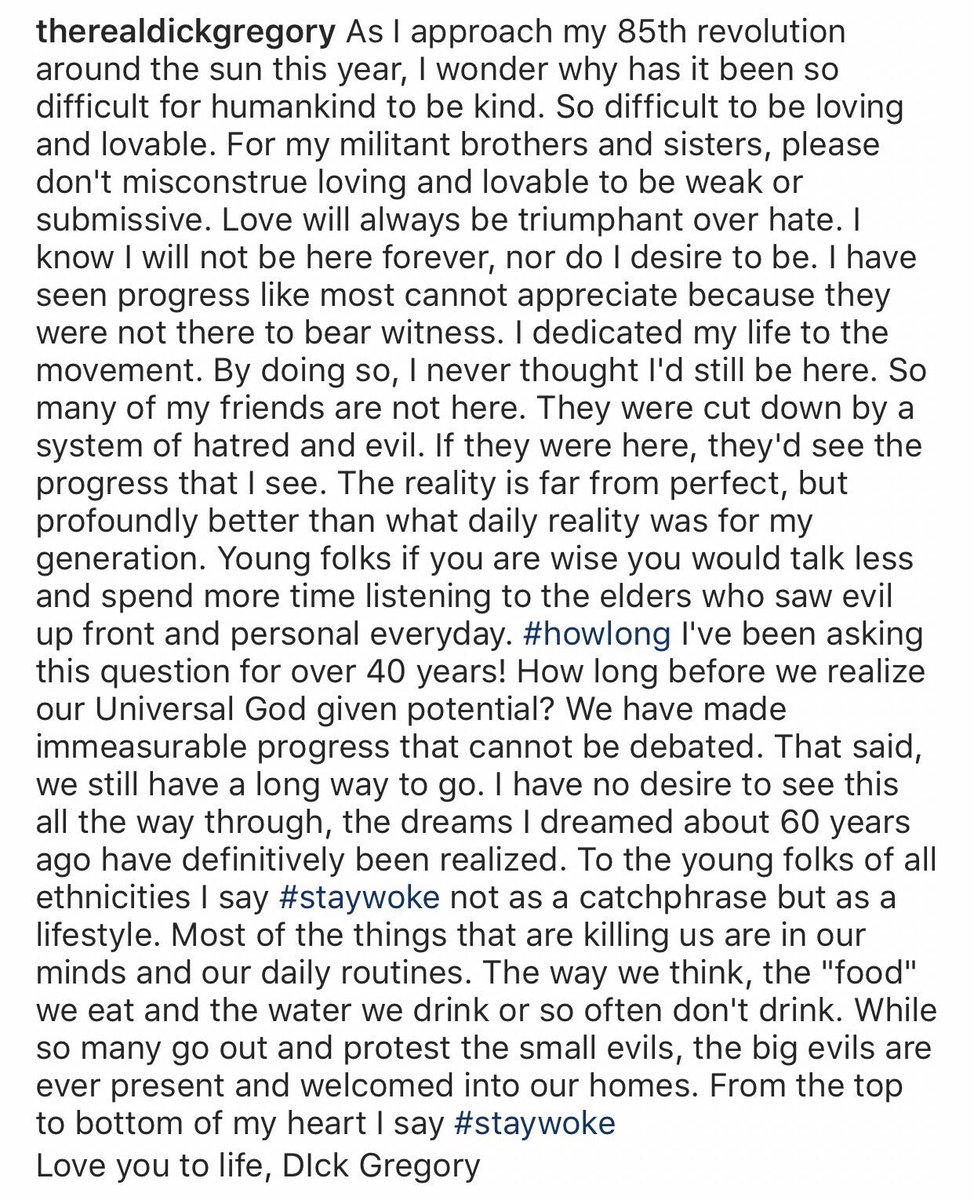 therealdickgregory As I approach my 85th revolution
around the sun this year, I wonder why has it been so
difficult for humankind to be kind. So difficult to be loving
and lovable. For my militant brothers and sisters, please
don't misconstrue loving and lovable to be weak or
submissive. Love will always be triumphant over hate. I
know I will not be here forever, nor do I desire to be. I have
seen progress like most cannot appreciate because they
were not there to bear witness. I dedicated my life to the
movement. By doing so, I never thought I'd still be here. So
many of my friends are not here. They were cut down by a
system of hatred and evil. If they were here, they'd see the
progress that I see. The reality is far from perfect, but
profoundly better than what daily reality was for my
generation. Young folks if you are wise you would talk less
and spend more time listening to the elders who saw evil
up front and personal everyday. #howlong I've been asking
this question for over 40 years! How long before we realize
our Universal God given potential? We have made
immeasurable progress that cannot be debated. That said,
we still have a long way to go. I have no desire to see this
all the way through, the dreams I dreamed about 60 years
ago have definitively been realized. To the young folks of all
ethnicities I say #staywoke not as a catchphrase but as a
lifestyle. Most of the things that are killing us are in our
minds and our daily routines. The way we think, the "food"
we eat and the water we drink or so often don't drink. While
so many go out and protest the small evils, the big evils are
ever present and welcomed into our homes. From the top
to bottom of my heart I say #staywoke
Love you to life, DIck Gregory